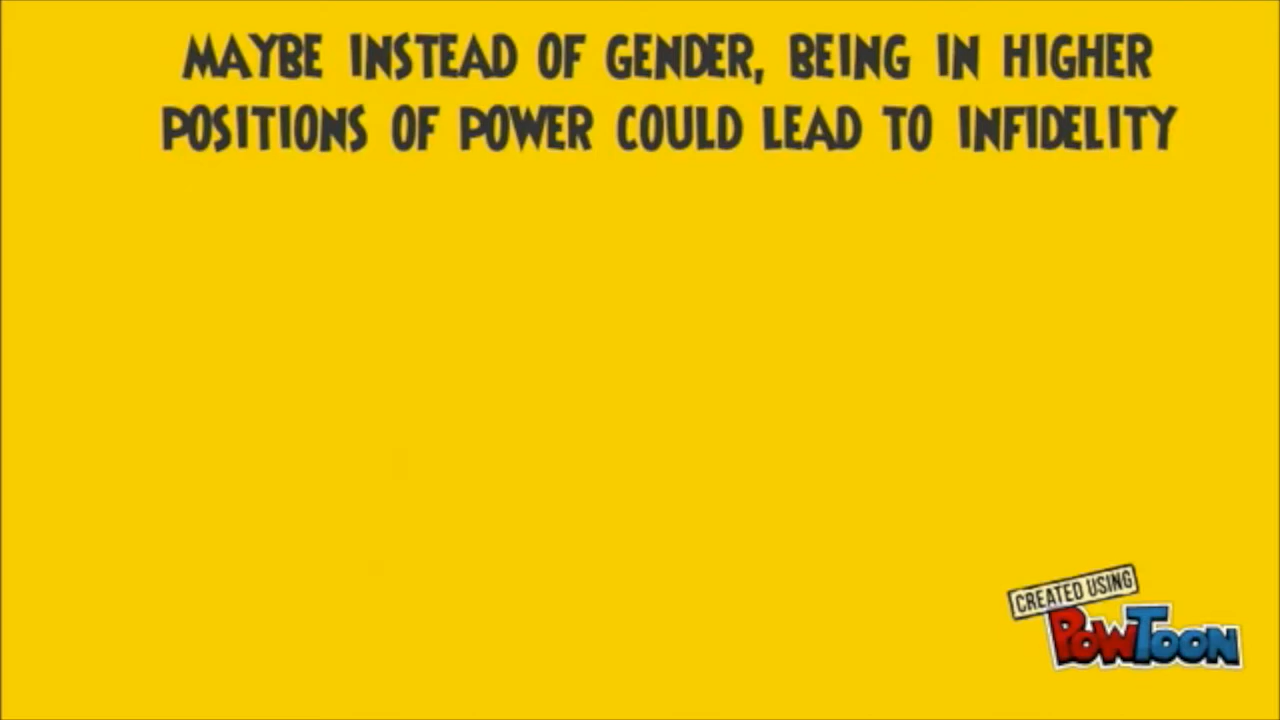 MAYBE INSTEAD OF GENDER, BEING IN HIGHER
POSITIONS OF POWER COULD LEAD TO INFIDELITY
CREATED USING
POWTOON